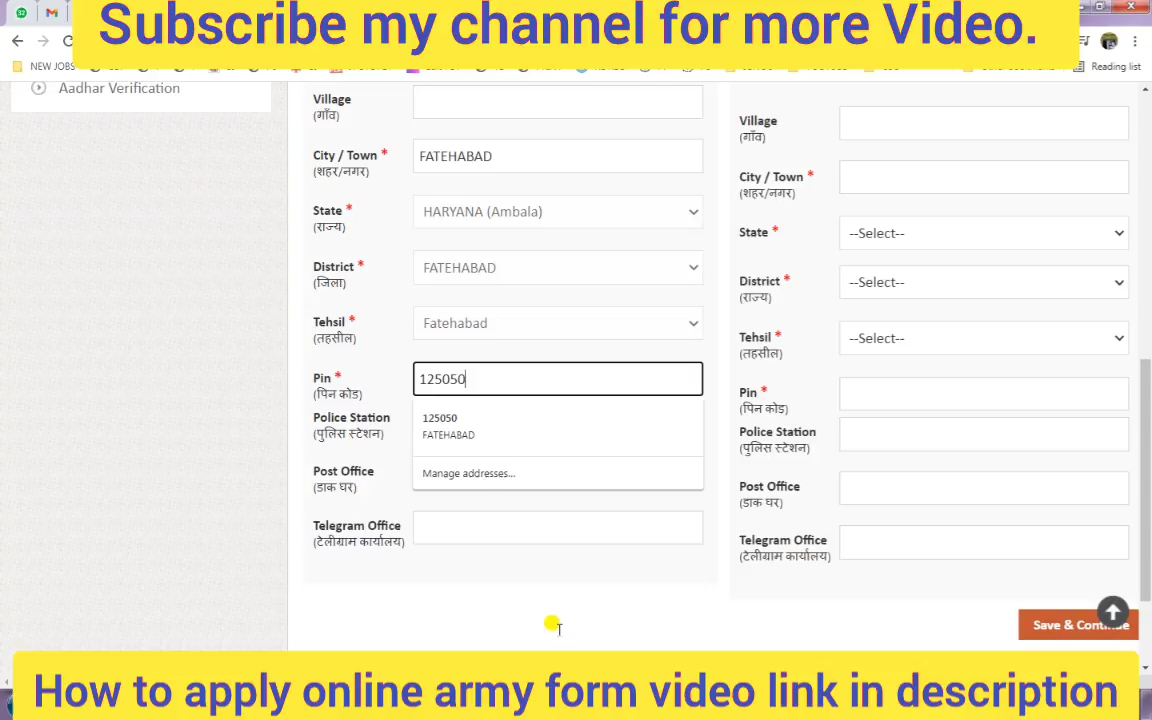 Subscribe my channel for more Video.
NEW JOBS
Reading list
Aadhar Verification
Village
(गाँव)
City / Town *
(शहर/नगर)
FATEHABAD
State *
(राज्य)
HARYANA (Ambala)
District *
(जिला)
FATEHABAD
Tehsil *
(तहसील)
Fatehabad
Pin *
(पिन कोड)
125050
125050
FATEHABAD
Manage addresses...
Police Station
(पुलिस स्टेशन)
Post Office
(डाक घर)
Telegram Office
(टेलीग्राम कार्यालय)
Village
(गाँव)
City / Town *
(शहर/नगर)
State *
--Select--
District *
(राज्य)
--Select--
Tehsil *
(तहसील)
--Select--
Pin *
(पिन कोड)
Police Station
(पुलिस स्टेशन)
Post Office
(डाक घर)
Telegram Office
(टेलीग्राम कार्यालय)
Save & Continue
How to apply online army form video link in description